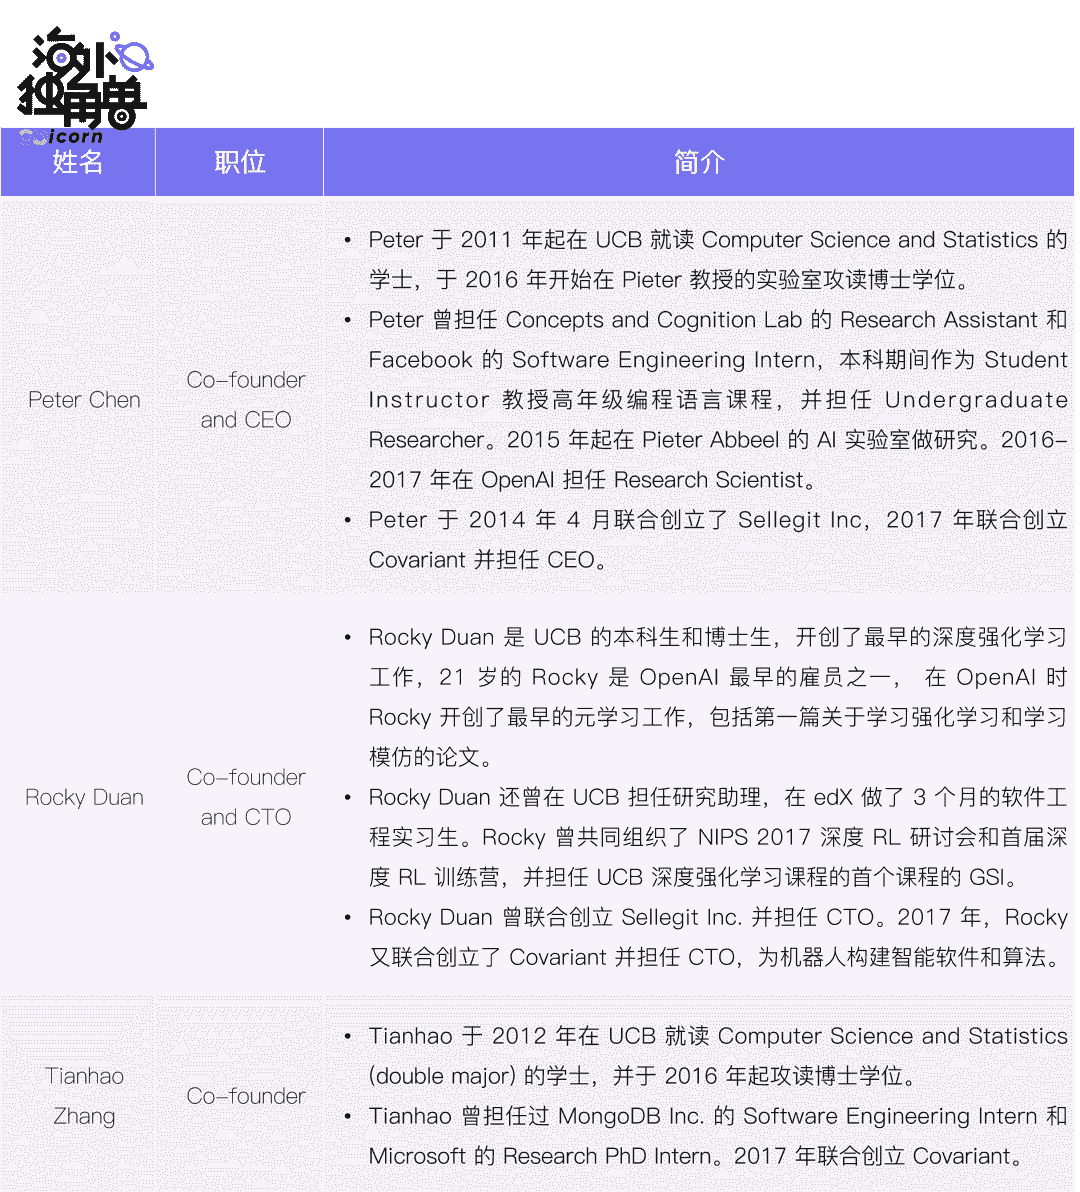 海外
独角兽
icorn
姓名 职位 简介
• Peter 于 2011 年起在 UCB 就读 Computer Science and Statistics 的
学士，于 2016 年开始在 Pieter 教授的实验室攻读博士学位。
• Peter 曾担任 Concepts and Cognition Lab 的 Research Assistant 和
Facebook 的 Software Engineering Intern，本科期间作为 Student
Instructor 教授高年级编程语言课程，并担任 Undergraduate
Researcher。2015 年起在 Pieter Abbeel 的 AI 实验室做研究。2016-
2017 年在 OpenAI 担任 Research Scientist。
• Peter 于 2014 年 4 月联合创立了 Sellegit Inc，2017 年联合创立
Covariant 并担任 CEO。
Peter Chen
Co-founder
and CEO
• Rocky Duan 是 UCB 的本科生和博士生，开创了最早的深度强化学习
工作，21 岁的 Rocky 是 OpenAI 最早的雇员之一， 在 OpenAI 时
Rocky 开创了最早的元学习工作，包括第一篇关于学习强化学习和学习
模仿的论文。
• Rocky Duan 还曾在 UCB 担任研究助理，在 edX 做了 3 个月的软件工
程实习生。Rocky 曾共同组织了 NIPS 2017 深度 RL 研讨会和首届深
度 RL 训练营，并担任 UCB 深度强化学习课程的首个课程的 GSI。
• Rocky Duan 曾联合创立 Sellegit Inc. 并担任 CTO。2017 年，Rocky
又联合创立了 Covariant 并担任 CTO，为机器人构建智能软件和算法。
Rocky Duan
Co-founder
and CTO
• Tianhao 于 2012 年在 UCB 就读 Computer Science and Statistics
(double major) 的学士，并于 2016 年起攻读博士学位。
• Tianhao 曾担任过 MongoDB Inc. 的 Software Engineering Intern 和
Microsoft 的 Research PhD Intern。2017 年联合创立 Covariant。
Tianhao
Zhang
Co-founder